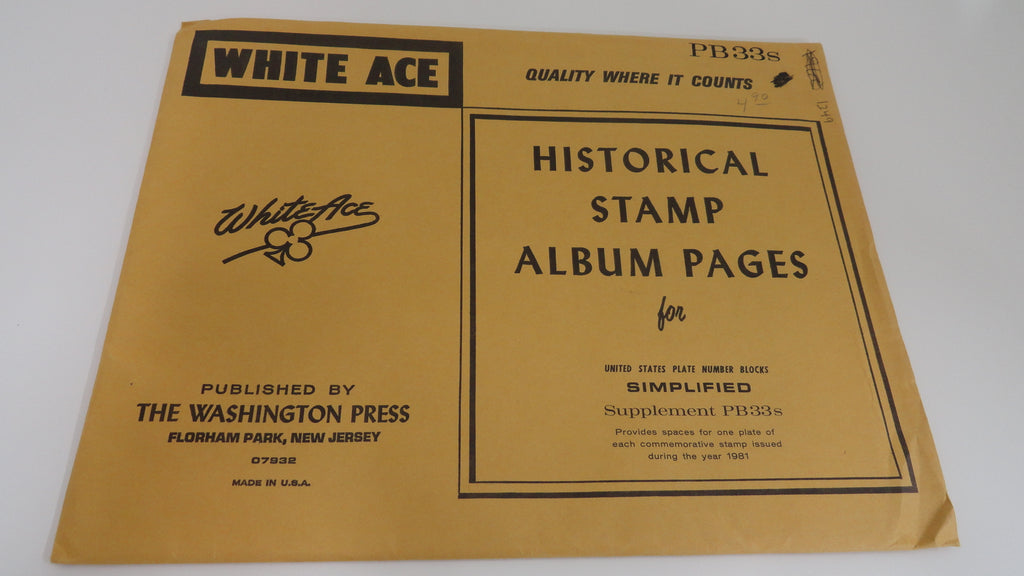 WHITE ACE
PB33s
QUALITY WHERE IT COUNTS
4.90
1349
HISTORICAL
STAMP
ALBUM PAGES
for
White-Ace
UNITED STATES PLATE NUMBER BLOCKS
SIMPLIFIED
Supplement PB33s
Provides spaces for one plate of
each commemorative stamp issued
during the year 1981
PUBLISHED BY
THE WASHINGTON PRESS
FLORHAM PARK, NEW JERSEY
07932
MADE IN U.S.A.